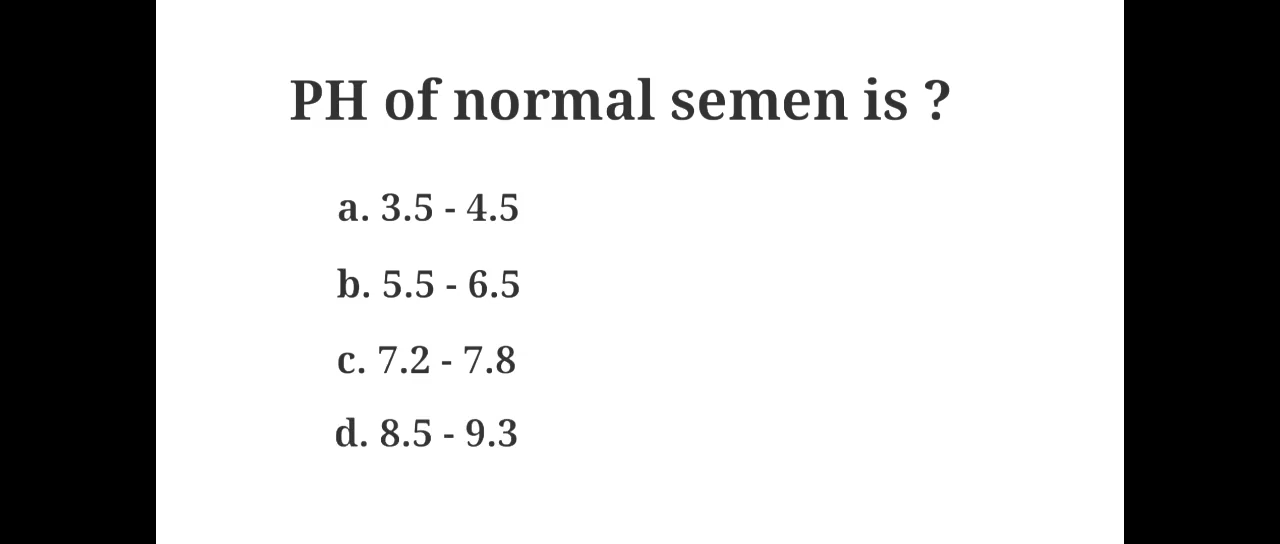 PH of normal semen is ?
a. 3.5 - 4.5
b. 5.5 - 6.5
c. 7.2 - 7.8
d. 8.5 - 9.3